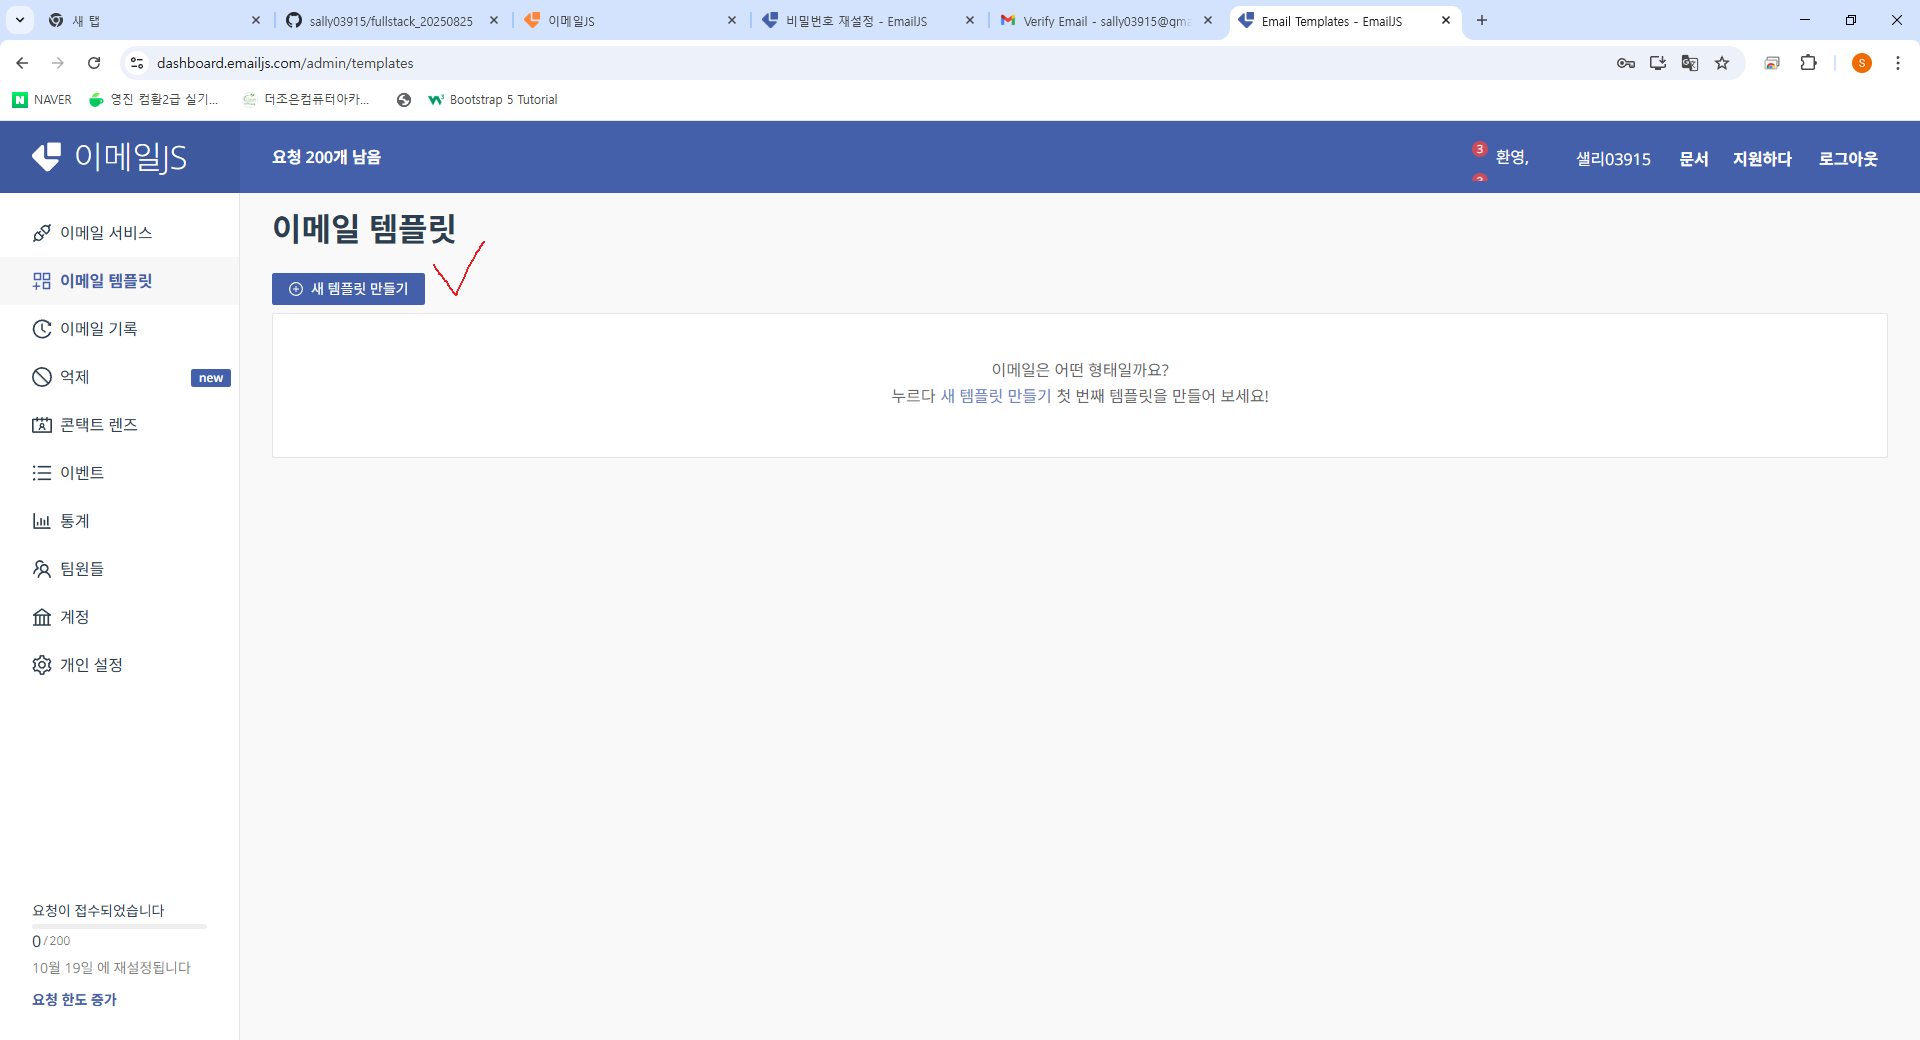 새 탭
sally03915/fullstack_20250825
이메일JS
비밀번호 재설정 - EmailJS
Verify Email - sally03915@gma
Email Templates - EmailJS
dashboard.emailjs.com/admin/templates
S
NAVER
영진 컴활2급 실기...
더조은컴퓨터아카...
Bootstrap 5 Tutorial
이메일JS
요청 200개 남음
3
환영,
샐리03915
문서
지원하다
로그아웃
이메일 서비스
이메일 템플릿
이메일 기록
억제
new
콘택트 렌즈
이벤트
통계
팀원들
계정
개인 설정
이메일 템플릿
새 템플릿 만들기
이메일은 어떤 형태일까요?
누르다 새 템플릿 만들기 첫 번째 템플릿을 만들어 보세요!
요청이 접수되었습니다
0/200
10월 19일 에 재설정됩니다
요청 한도 증가